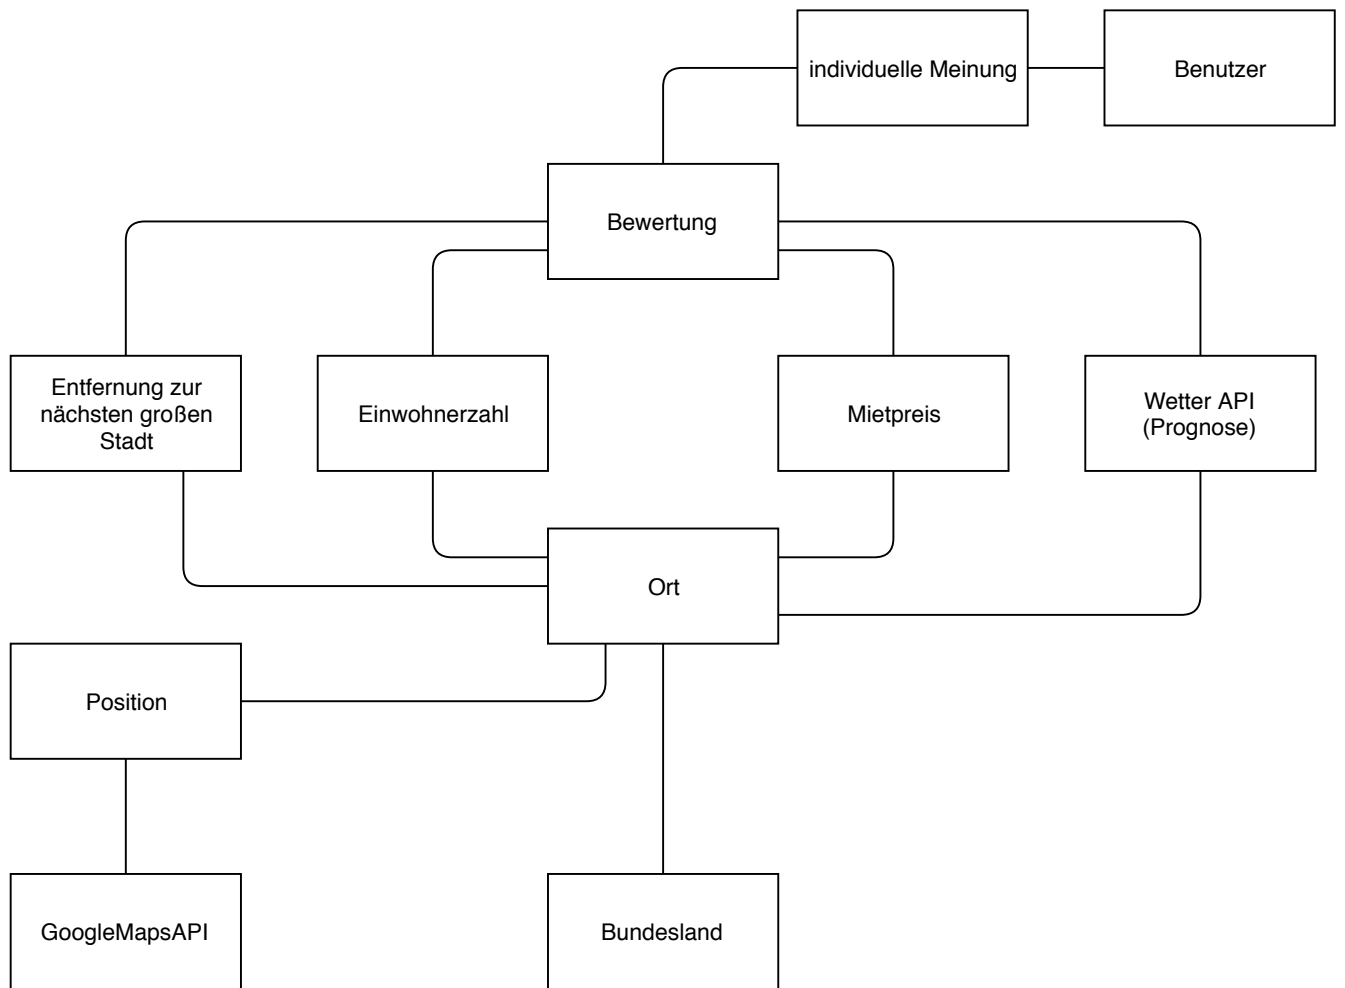 individuelle Meinung
Benutzer
Bewertung
Entfernung zur
nächsten großen
Stadt
Einwohnerzahl
Mietpreis
Wetter API
(Prognose)
Ort
Position
GoogleMapsAPI
Bundesland